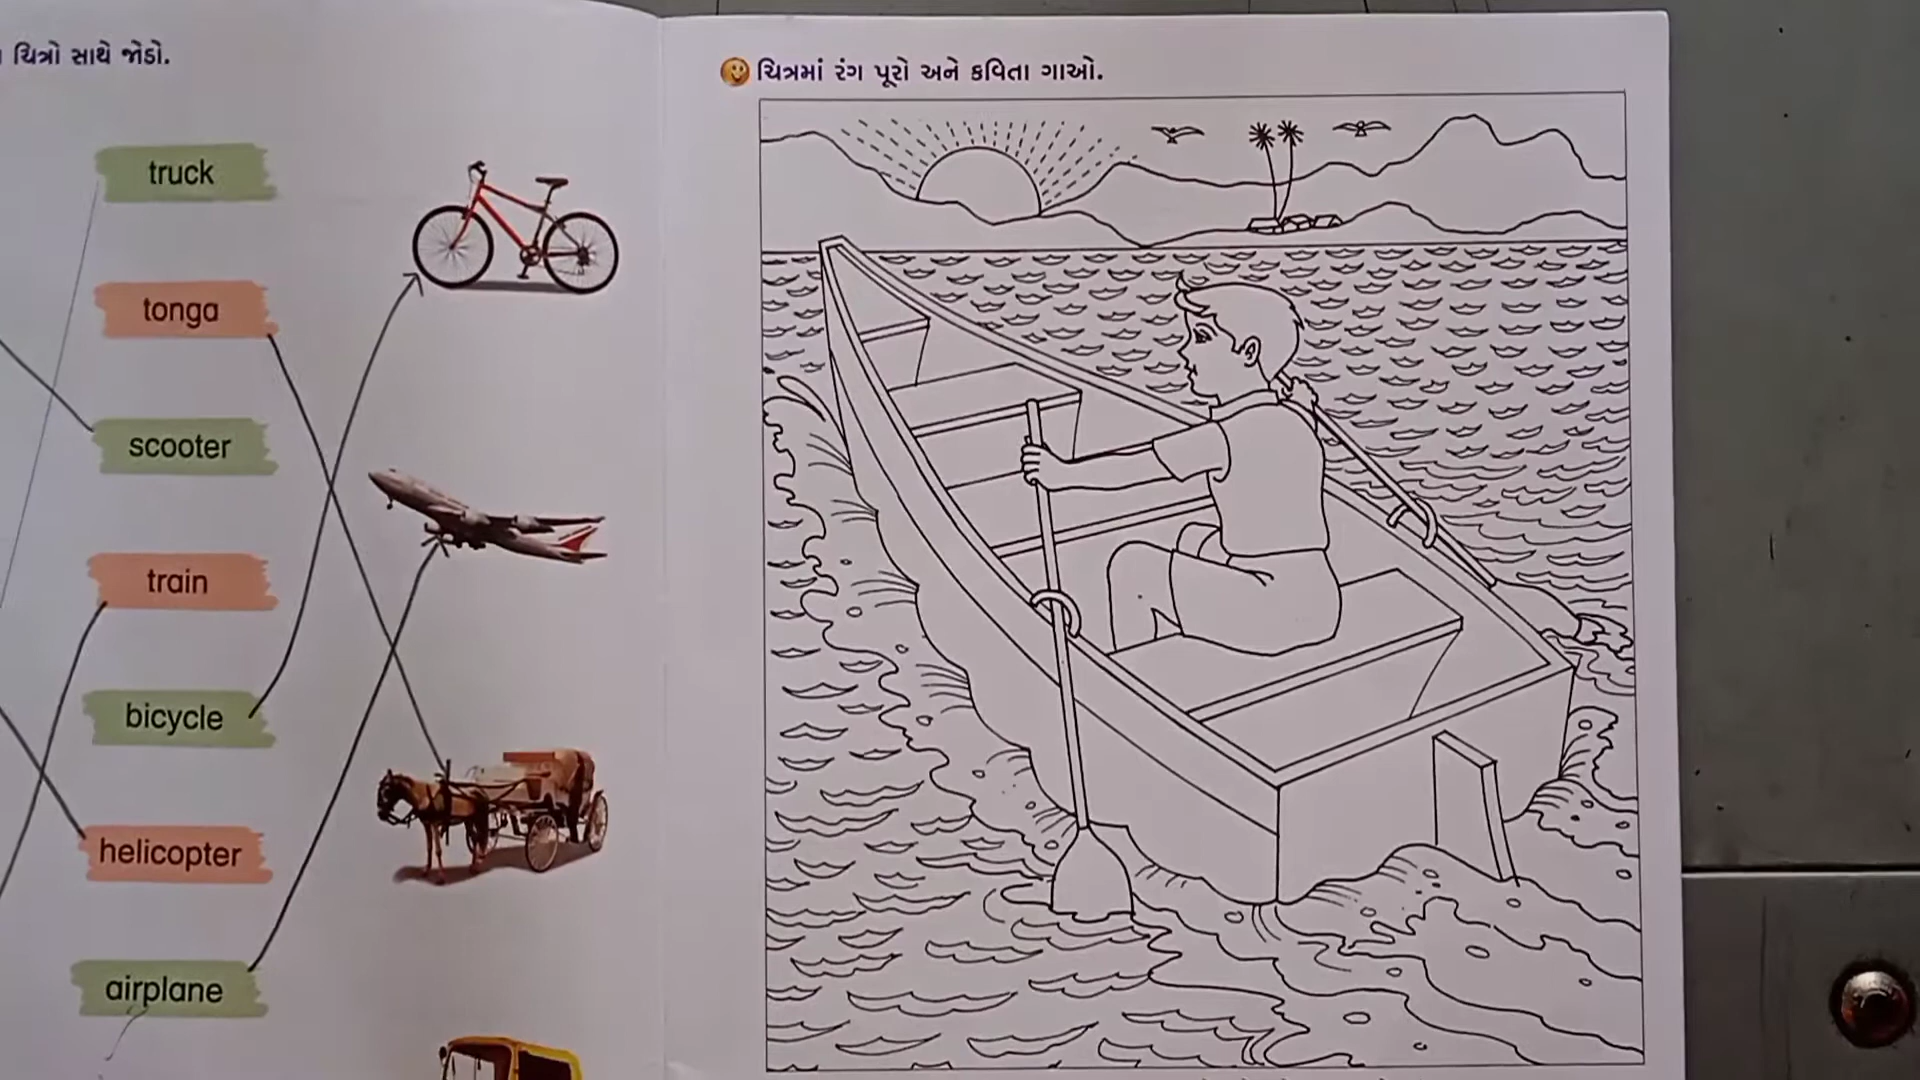 ચિત્રો સાથે જોડો.
truck
tonga
scooter
train
bicycle
helicopter
airplane
ચિત્રમાં રંગ પૂરો અને કવિતા ગાઓ.